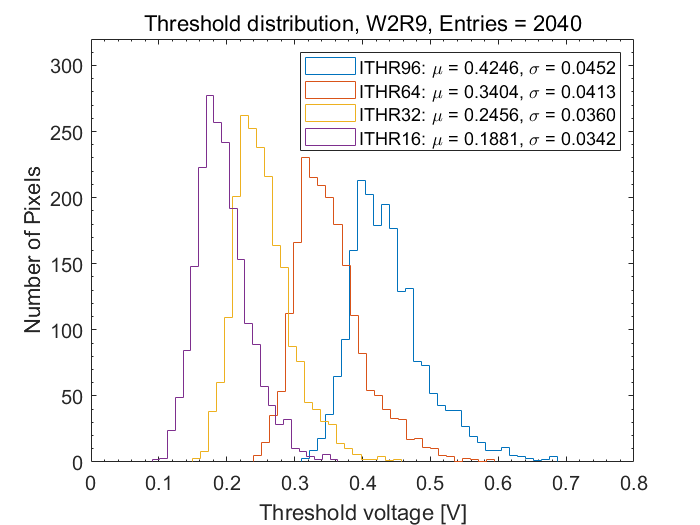 Threshold distribution, W2R9, Entries = 2040
ITHR96: μ = 0.4246, σ = 0.0452
ITHR64: μ = 0.3404, σ = 0.0413
ITHR32: μ = 0.2456, σ = 0.0360
ITHR16: μ = 0.1881, σ = 0.0342
Number of Pixels
300
250
200
150
100
50
0
0 0.1 0.2 0.3 0.4 0.5 0.6 0.7 0.8
Threshold voltage [V]